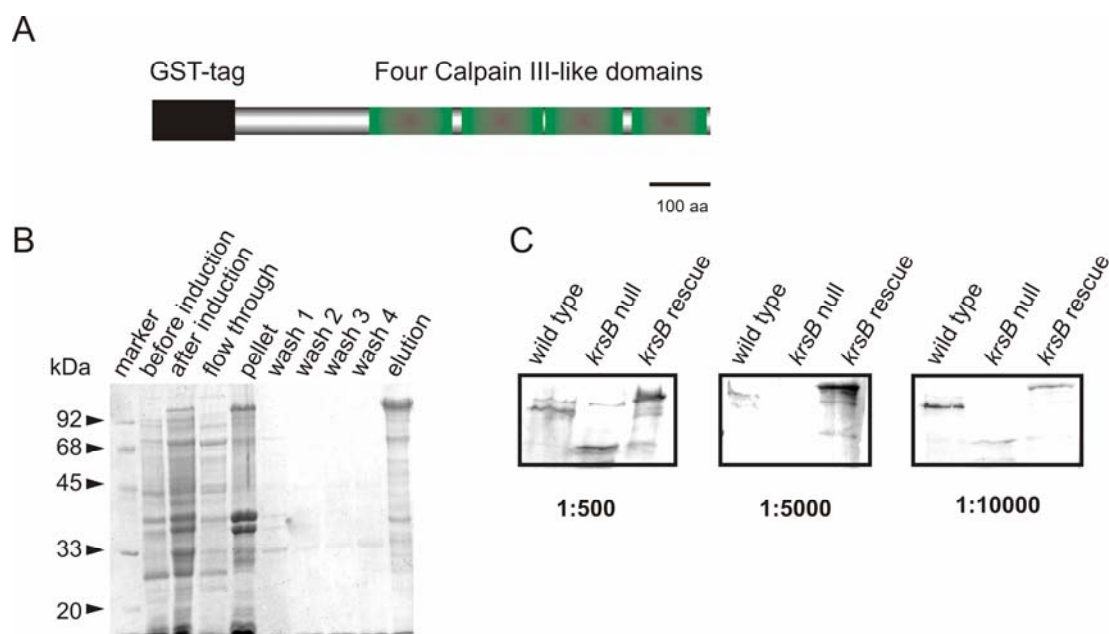 A
GST-tag
Four Calpain III-like domains
100 aa
B
kDa
marker
before induction
after induction
flow through
pellet
wash 1
wash 2
wash 3
wash 4
elution
92
68
45
33
20
C
wild type
krsB null
krsB rescue
1:500
wild type
krsB null
krsB rescue
1:5000
wild type
krsB null
krsB rescue
1:10000